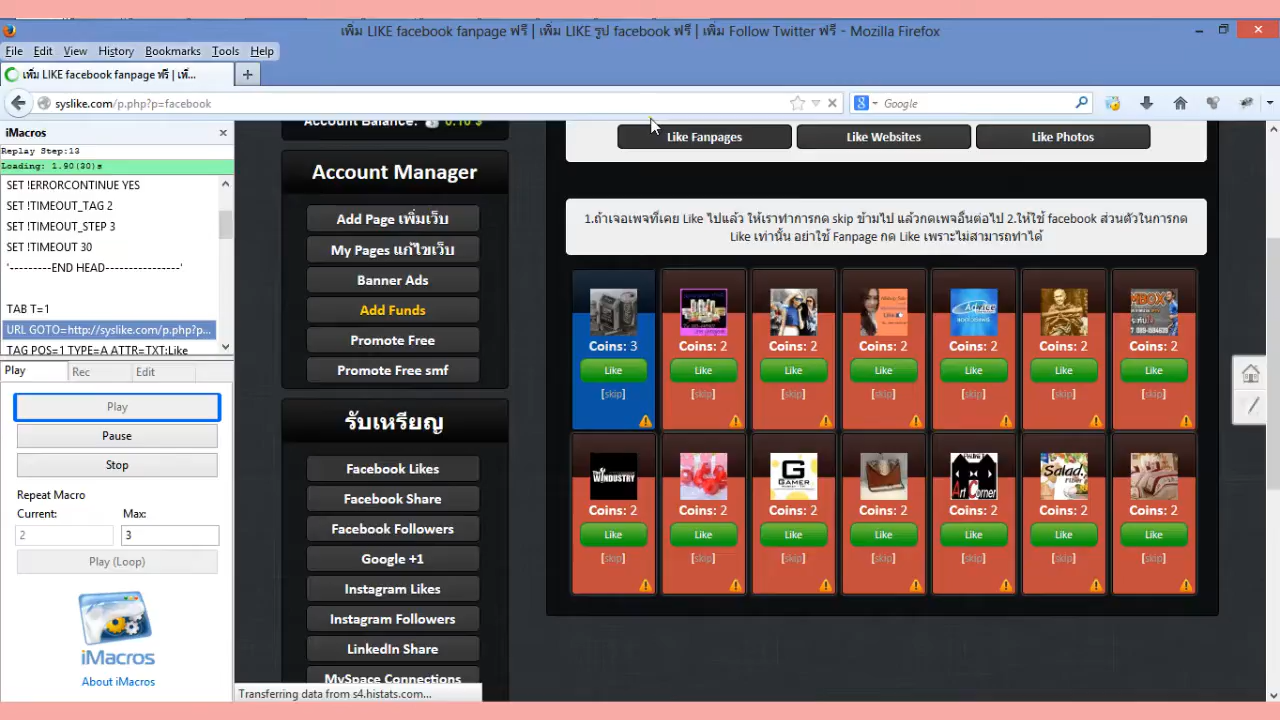 เพิ่ม LIKE facebook fanpage ฟรี | เพิ่ม LIKE รูป facebook ฟรี | เพิ่ม Follow Twitter ฟรี - Mozilla Firefox
File Edit View History Bookmarks Tools Help
เพิ่ม LIKE facebook fanpage ฟรี | เพิ่...
syslike.com/p.php?p=facebook
Google
iMacros
Replay Step:13
Loading: 1.90(30)s
SET !ERRORCONTINUE YES
SET !TIMEOUT_TAG 2
SET !TIMEOUT_STEP 3
SET !TIMEOUT 30
'---------END HEAD---------------'
TAB T=1
URL GOTO=http://syslike.com/p.php?p...
TAG POS=1 TYPE=A ATTR=TXT:Like
Play Rec Edit
Play
Pause
Stop
Repeat Macro
Current: Max:
2 3
Play (Loop)
iMacros
About iMacros
Account Balance: 0.16 $
Account Manager
Add Page เพิ่มเว็บ
My Pages แก้ไขเว็บ
Banner Ads
Add Funds
Promote Free
Promote Free smf
รับเหรียญ
Facebook Likes
Facebook Share
Facebook Followers
Google +1
Instagram Likes
Instagram Followers
LinkedIn Share
MySpace Connections
Like Fanpages Like Websites Like Photos
1.ถ้าเจอเพจที่เคย Like ไปแล้ว ให้เราทำการกด skip ข้ามไป แล้วกดเพจอื่นต่อไป 2.ให้ใช้ facebook ส่วนตัวในการกด
Like เท่านั้น อย่าใช้ Fanpage กด Like เพราะไม่สามารถทำได้
Coins: 3 Coins: 2 Coins: 2 Coins: 2 Coins: 2 Coins: 2 Coins: 2
Like Like Like Like Like Like Like
[skip] [skip] [skip] [skip] [skip] [skip] [skip]
WINDUSTRY G GAMER Art Corner Salad
Coins: 2 Coins: 2 Coins: 2 Coins: 2 Coins: 2 Coins: 2 Coins: 2
Like Like Like Like Like Like Like
[skip] [skip] [skip] [skip] [skip] [skip] [skip]
Transferring data from s4.histats.com...